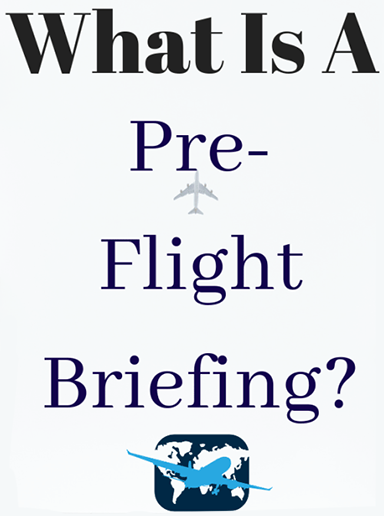 What Is A
Pre-
Flight
Briefing?